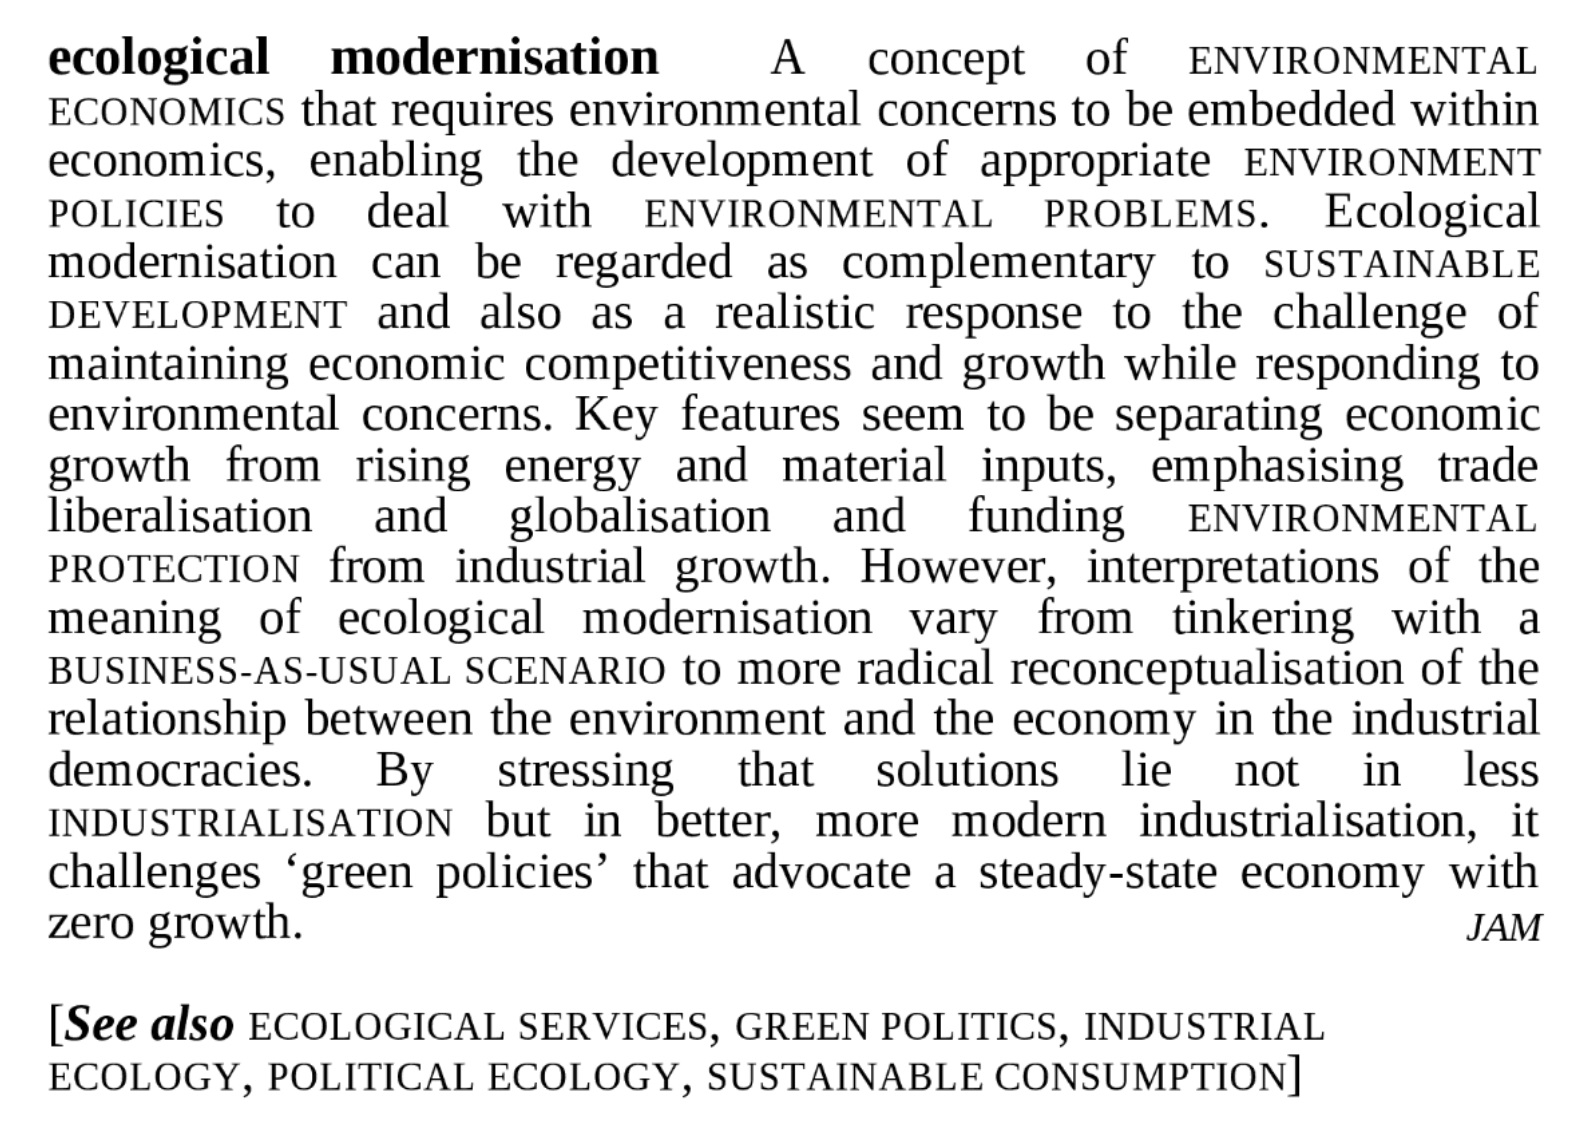 ecological modernisation A concept of ENVIRONMENTAL
ECONOMICS that requires environmental concerns to be embedded within
economics, enabling the development of appropriate ENVIRONMENT
POLICIES to deal with ENVIRONMENTAL PROBLEMS. Ecological
modernisation can be regarded as complementary to SUSTAINABLE
DEVELOPMENT and also as a realistic response to the challenge of
maintaining economic competitiveness and growth while responding to
environmental concerns. Key features seem to be separating economic
growth from rising energy and material inputs, emphasising trade
liberalisation and globalisation and funding ENVIRONMENTAL
PROTECTION from industrial growth. However, interpretations of the
meaning of ecological modernisation vary from tinkering with a
BUSINESS-AS-USUAL SCENARIO to more radical reconceptualisation of the
relationship between the environment and the economy in the industrial
democracies. By stressing that solutions lie not in less
INDUSTRIALISATION but in better, more modern industrialisation, it
challenges ‘green policies’ that advocate a steady-state economy with
zero growth. JAM
[See also ECOLOGICAL SERVICES, GREEN POLITICS, INDUSTRIAL
ECOLOGY, POLITICAL ECOLOGY, SUSTAINABLE CONSUMPTION]